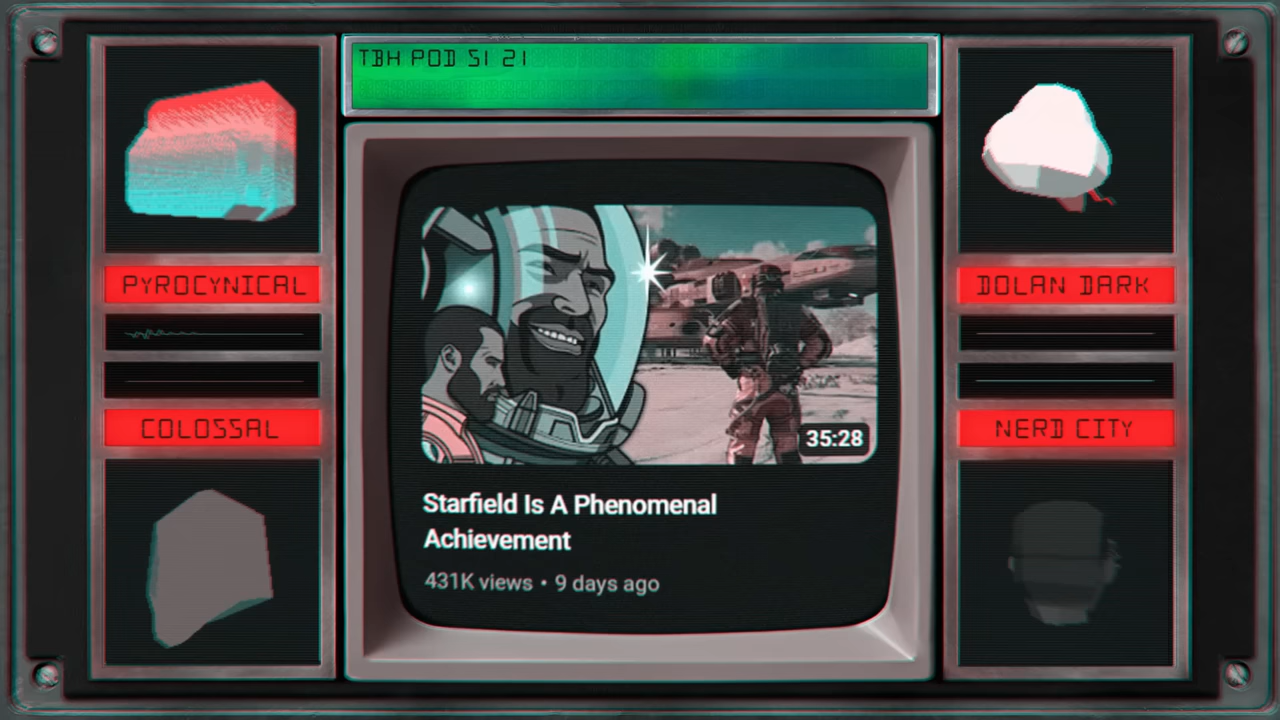 TBH POD S1 21
PYROCYNICAL
DOLAN DARK
COLOSSAL
NERD CITY
35:28
Starfield Is A Phenomenal
Achievement
431K views • 9 days ago